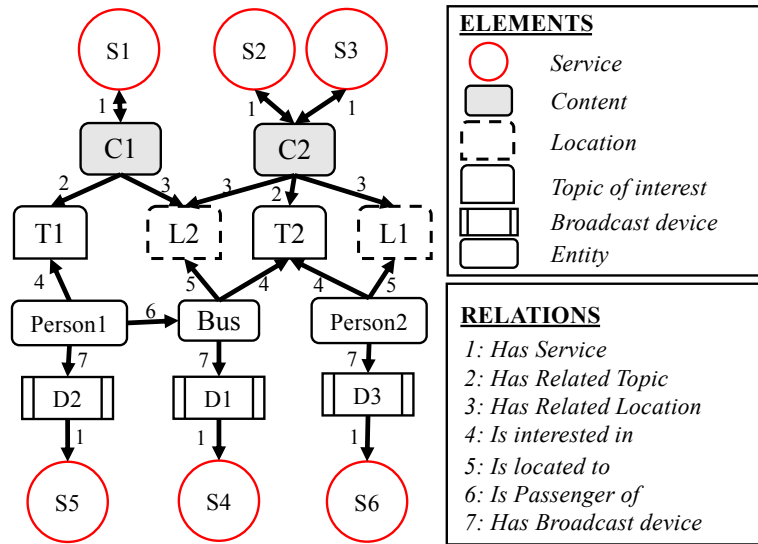 S1
S2
S3
1
1
1
C1
C2
2
3
3
2
3
T1
L2
T2
L1
4
5
4
4
5
Person1
6
Bus
Person2
7
7
7
D2
D1
D3
1
1
1
S5
S4
S6
ELEMENTS
Service
Content
Location
Topic of interest
Broadcast device
Entity
RELATIONS
1: Has Service
2: Has Related Topic
3: Has Related Location
4: Is interested in
5: Is located to
6: Is Passenger of
7: Has Broadcast device